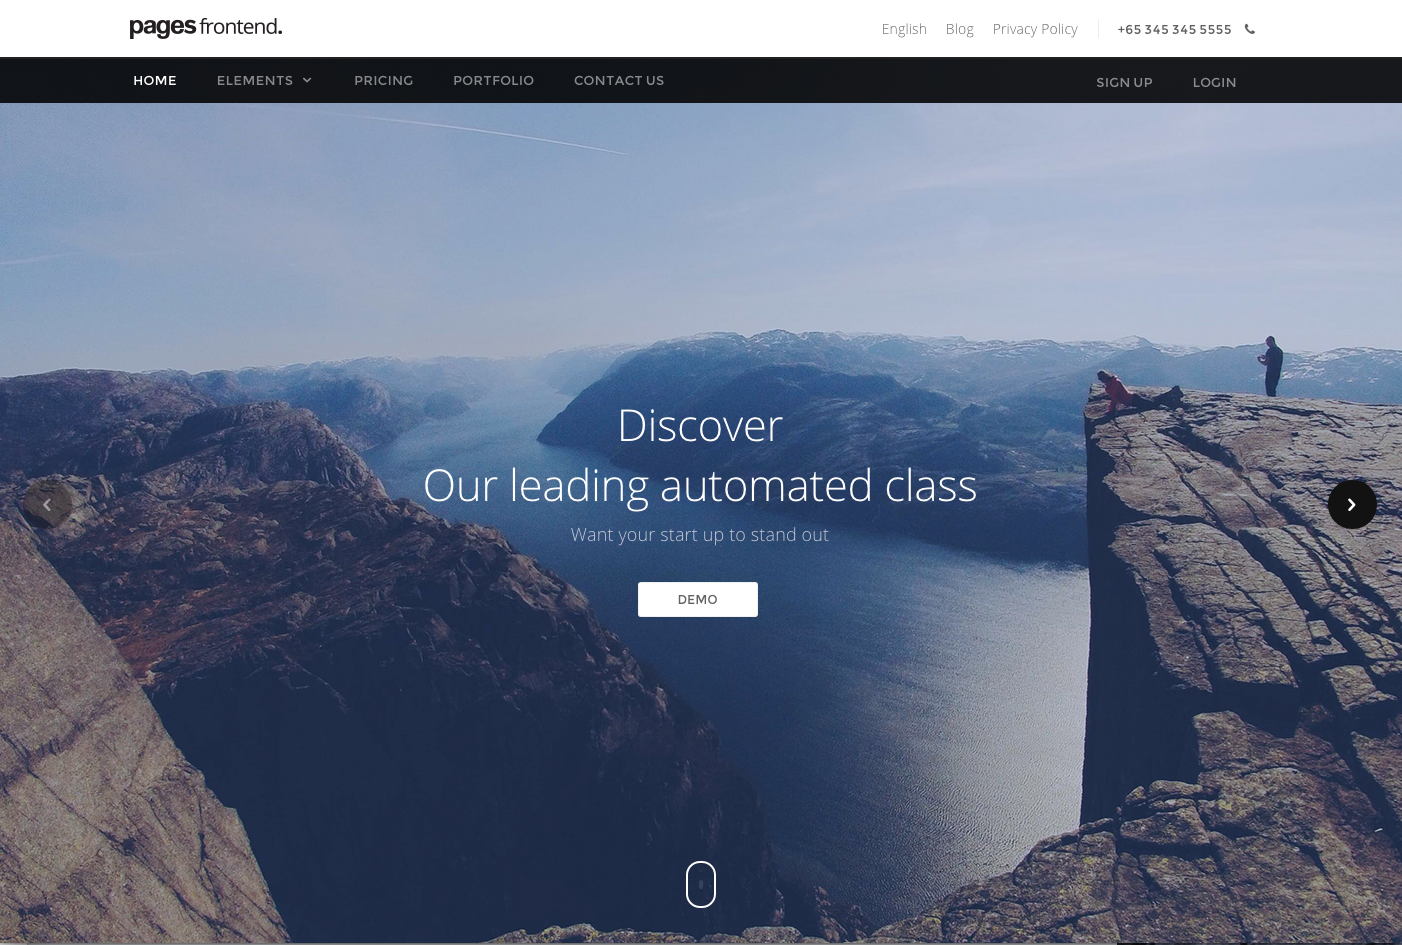 pages frontend.
English Blog Privacy Policy +65 345 345 5555
HOME ELEMENTS PRICING PORTFOLIO CONTACT US SIGN UP LOGIN
Discover
Our leading automated class
Want your start up to stand out
DEMO